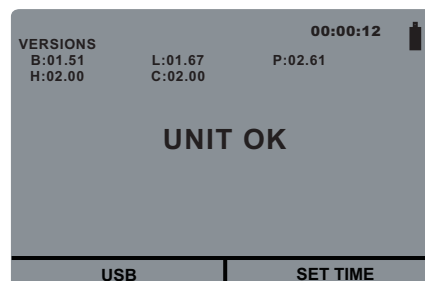 00:00:12
VERSIONS
B:01.51 L:01.67 P:02.61
H:02.00 C:02.00
UNIT OK
USB SET TIME